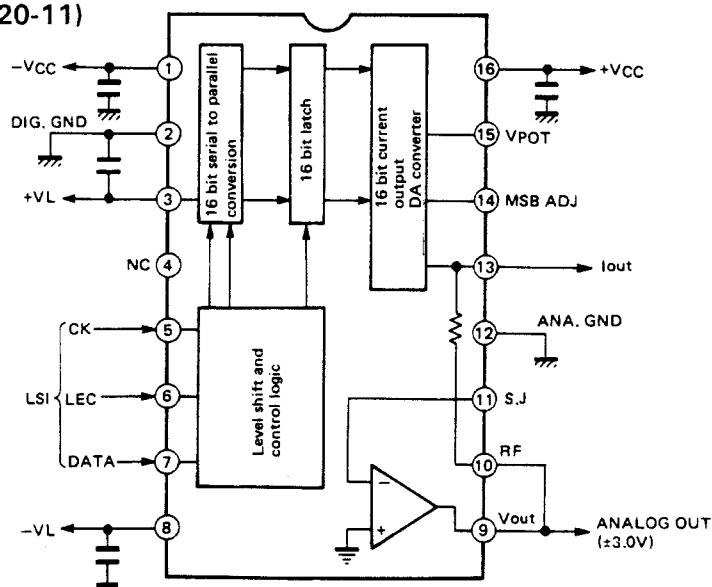 20-11)
−VCC
1
DIG. GND
2
+VL
3
NC
4
LSI
CK
5
LEC
6
DATA
7
−VL
8
16 bit serial to parallel
conversion
16 bit latch
16 bit current
output
DA converter
Level shift and
control logic
−
+
16
+VCC
15
VPOT
14
MSB ADJ
13
Iout
12
ANA. GND
11
S.J
10
RF
9
Vout
ANALOG OUT
(±3.0V)